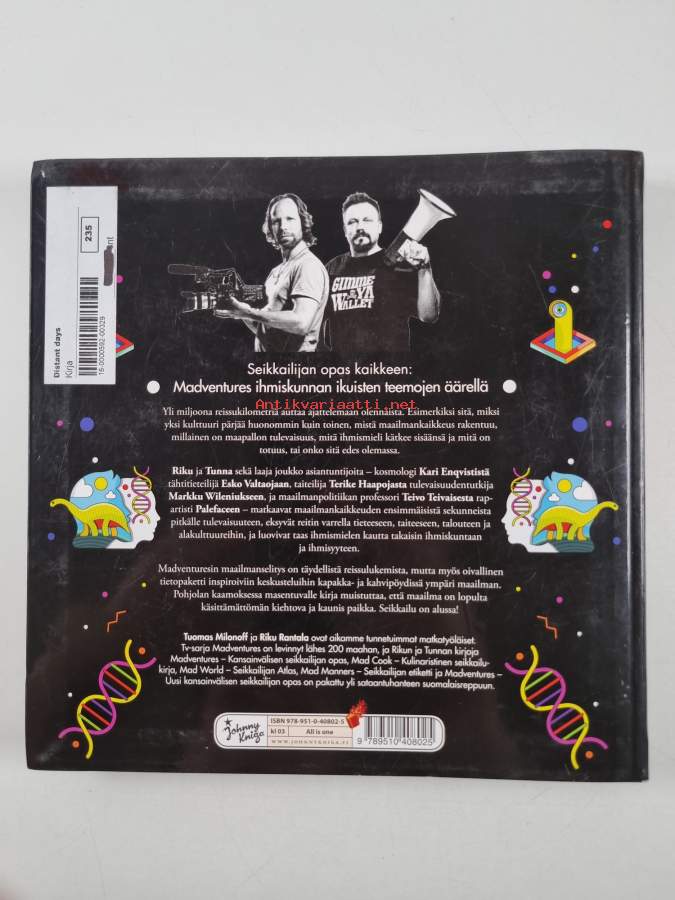 235
nt
Distant days
Kirja
16-0000592-00329
GIMME
YA
WALLET
Seikkailijan opas kaikkeen:
Madventures ihmiskunnan ikuisten teemojen äärellä
Antikvariaatti.net
Yli miljoona reissukilometriä auttaa ajattelemaan olennaista. Esimerkiksi sitä, miksi
yksi kulttuuri pärjää huonommin kuin toinen, mistä maailmankaikkeus rakentuu,
millainen on maapallon tulevaisuus, mitä ihmismieli kätkee sisäänsä ja mitä on
totuus, tai onko sitä edes olemassa.
Riku ja Tunna sekä laaja joukko asiantuntijoita – kosmologi Kari Enqvististä
tähtitieteilijä Esko Valtaojaan, taiteilija Terike Haapojasta tulevaisuudentutkija
Markku Wileniukseen, ja maailmanpolitiikan professori Teivo Teivaisesta rap-
artisti Palefaceen – matkaavat maailmankaikkeuden ensimmäisistä sekunneista
pitkälle tulevaisuuteen, eksyvät reitin varrella tieteeseen, taiteeseen, talouteen ja
alakulttuureihin, ja luovivat taas ihmismielen kautta takaisin ihmiskuntaan
ja ihmisyyteen.
Madventuresin maailmanselitys on täydellistä reissulukemista, mutta myös oivallinen
tietopaketti inspiroiviin keskusteluihin kapakka- ja kahvipöydissä ympäri maailman.
Pohjolan kaamoksessa masentuvalle kirja muistuttaa, että maailma on lopulta
käsittämättömän kiehtova ja kaunis paikka. Seikkailu on alussa!
Tuomas Milonoff ja Riku Rantala ovat aikamme tunnetuimmat matkatyöläiset.
Tv-sarja Madventures on levinnyt lähes 200 maahan, ja Rikun ja Tunnan kirjoja
Madventures – Kansainvälisen seikkailijan opas, Mad Cook – Kulinaristinen seikkailu-
kirja, Mad World – Seikkailijan Atlas, Mad Manners – Seikkailijan etiketti ja Madventures –
Uusi kansainvälisen seikkailijan opas on pakattu yli sataantuhanteen suomalaisreppuun.
Johnny
Kniga
ISBN 978-951-0-40802-5
kl 03 All is one
WWW.JOHNNYKNIGA.FI
9 789510 408025